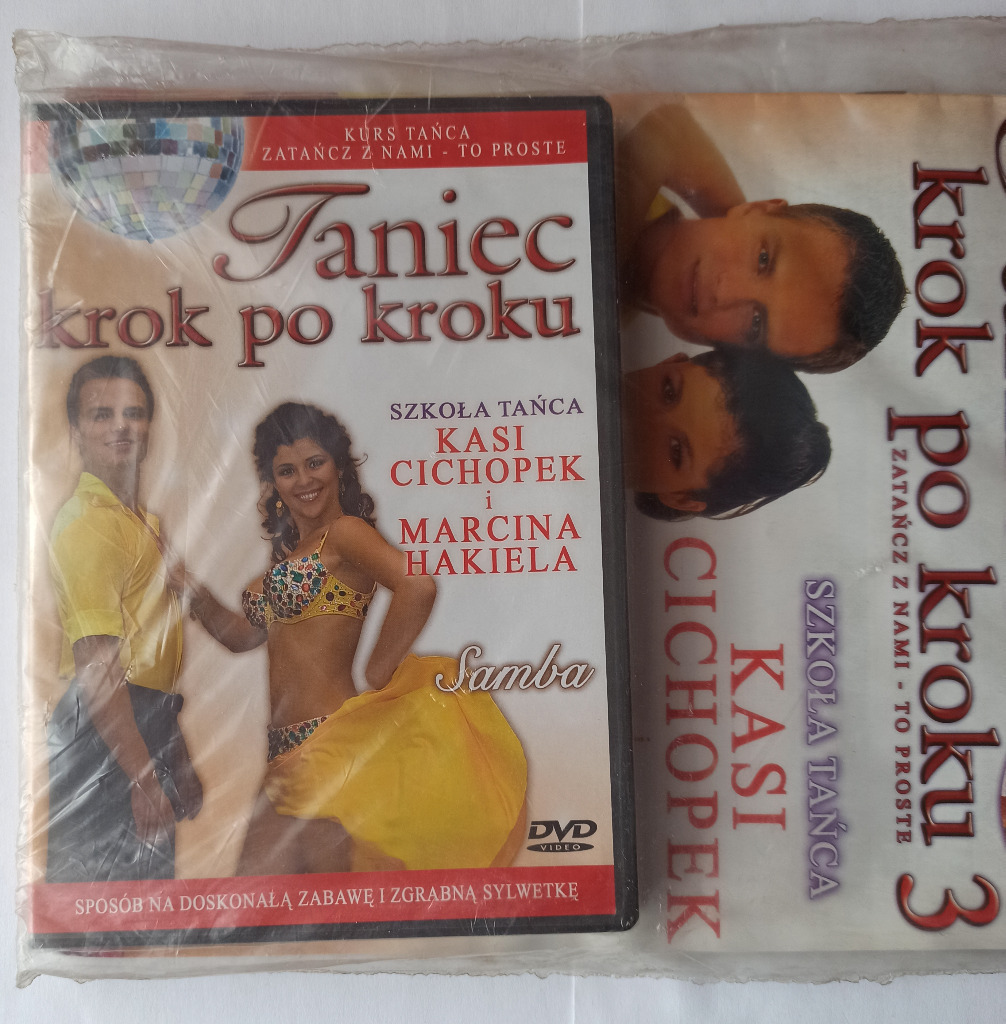 KURS TAŃCA
ZATAŃCZ Z NAMI - TO PROSTE
Taniec
krok po kroku
SZKOŁA TAŃCA
KASI
CICHOPEK
i
MARCINA
HAKIELA
Samba
DVD
VIDEO
SPOSÓB NA DOSKONAŁĄ ZABAWĘ I ZGRABNĄ SYLWETKĘ
krok po kroku 3
ZATAŃCZ Z NAMI - TO PROSTE
SZKOŁA TAŃCA
KASI
CICHOPEK